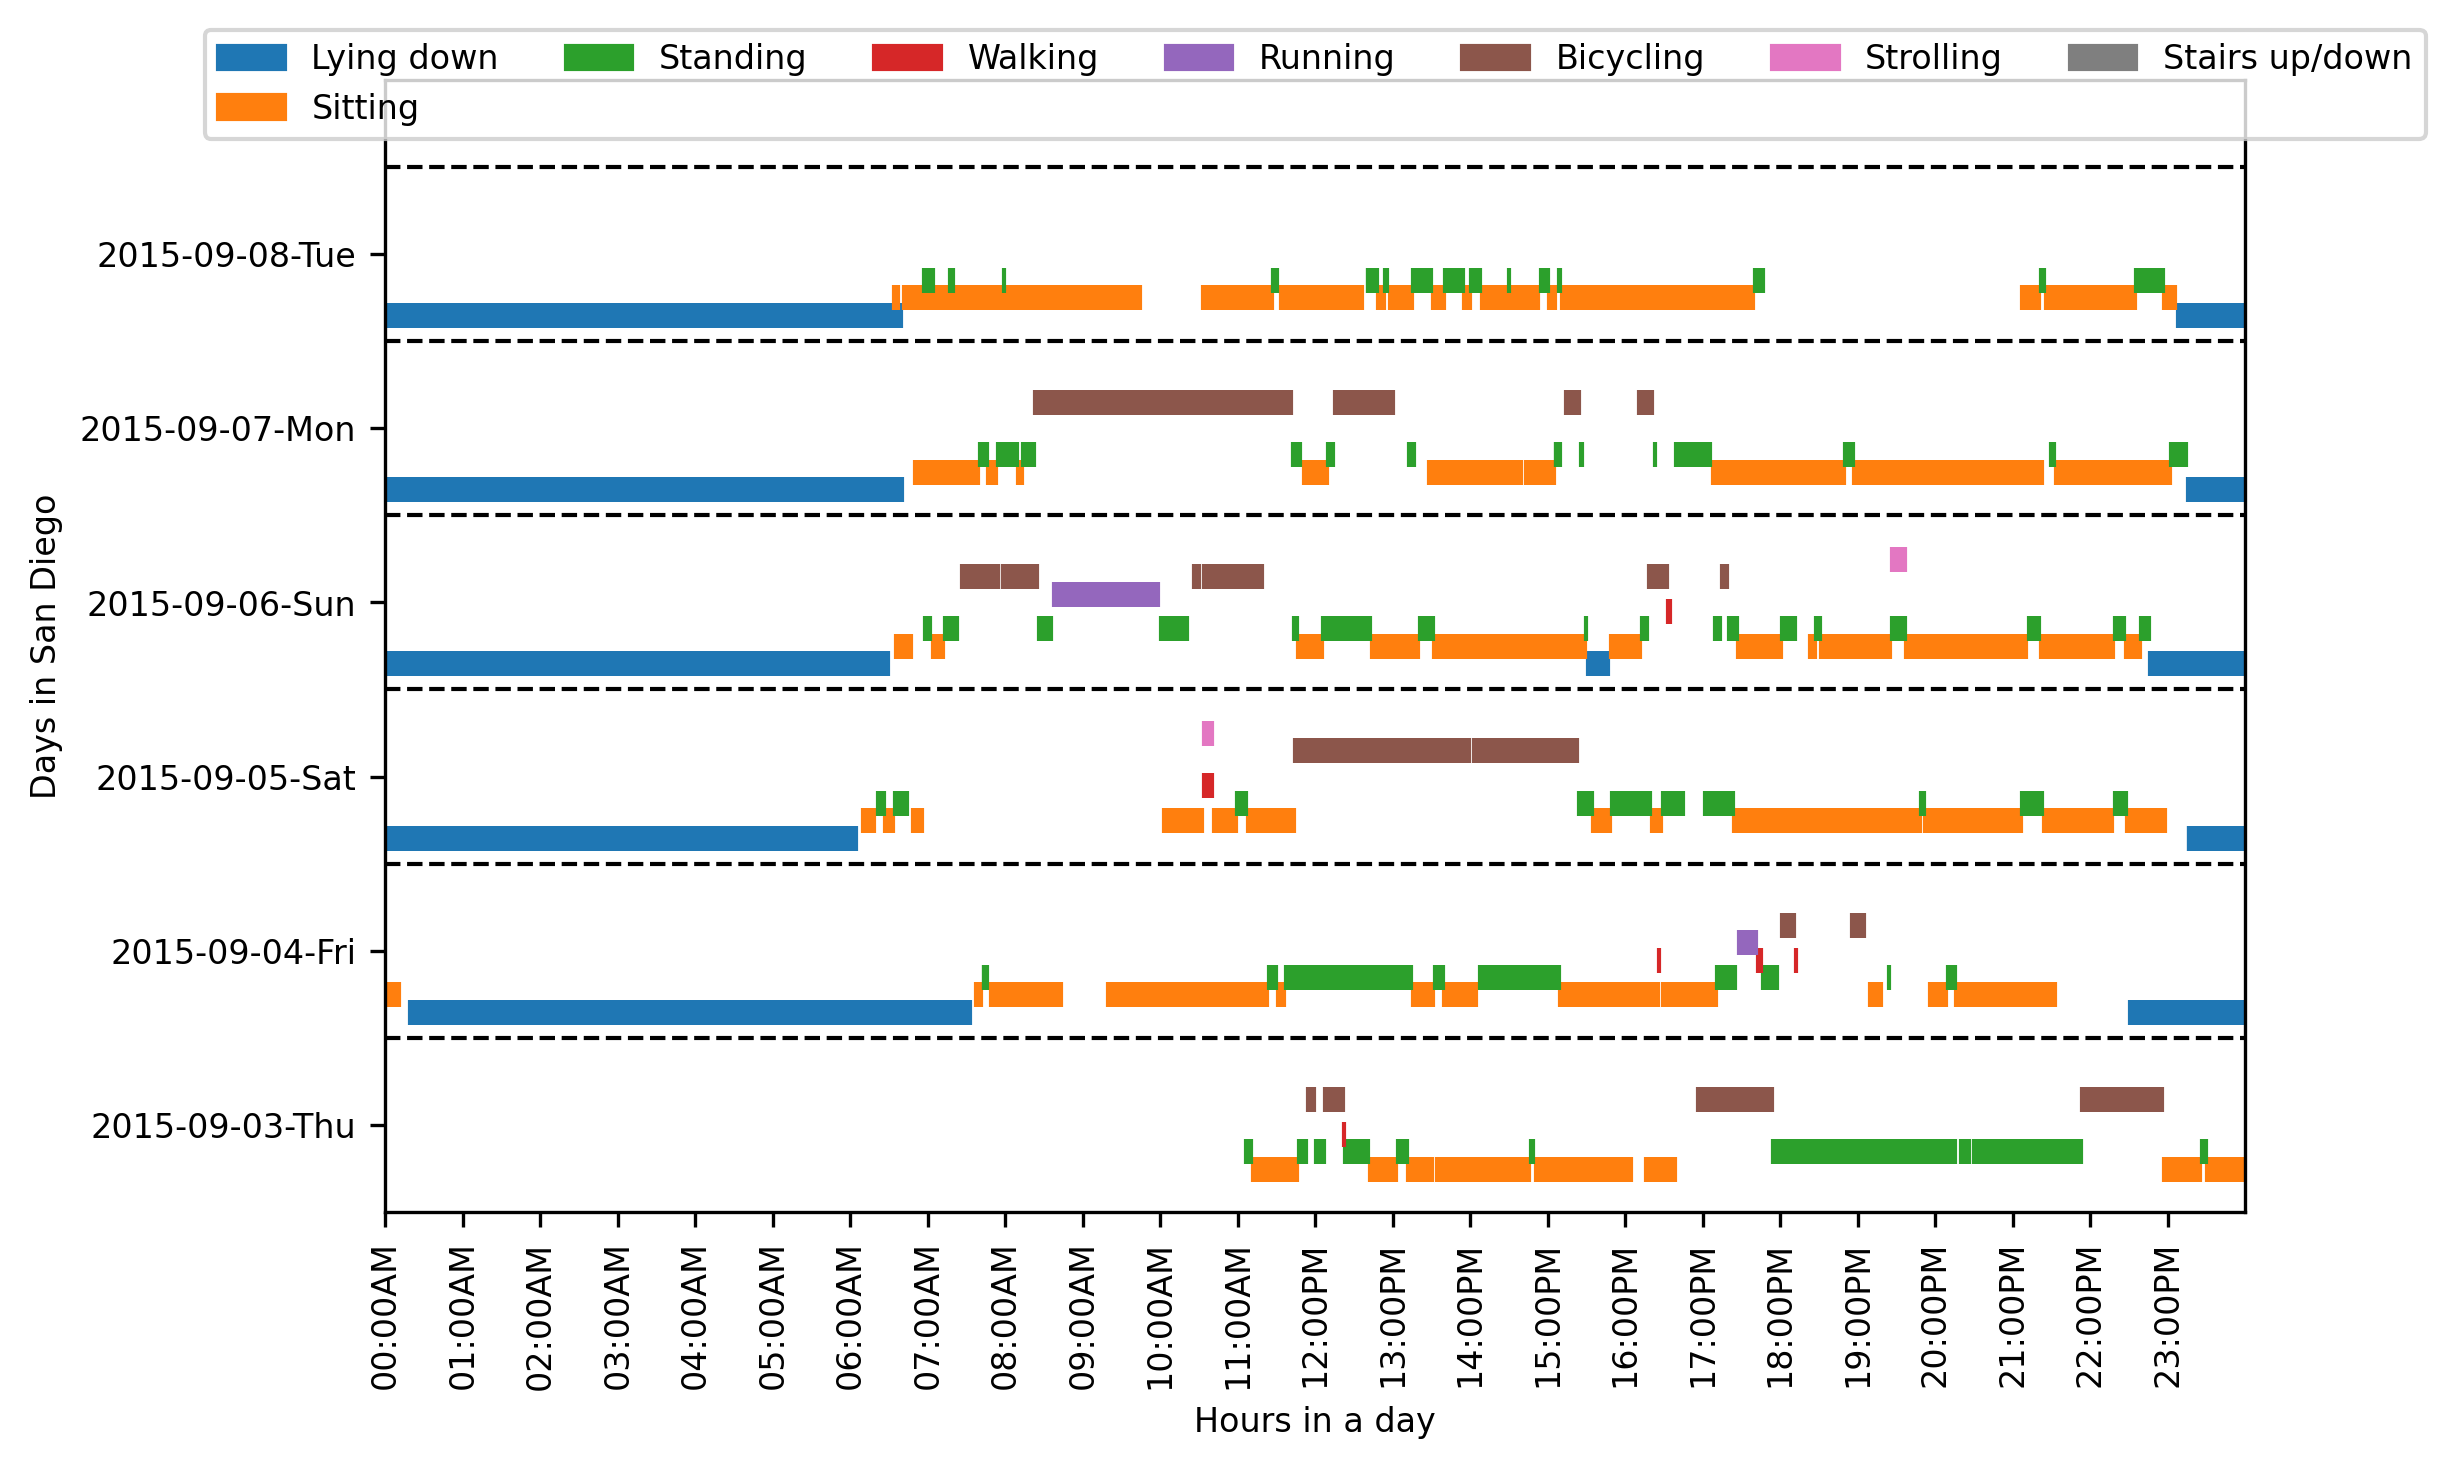 Lying down Standing Walking Running Bicycling Strolling Stairs up/down
Sitting
2015-09-08-Tue
2015-09-07-Mon
2015-09-06-Sun
2015-09-05-Sat
2015-09-04-Fri
2015-09-03-Thu
Days in San Diego
00:00AM 01:00AM 02:00AM 03:00AM 04:00AM 05:00AM 06:00AM 07:00AM 08:00AM 09:00AM 10:00AM 11:00AM 12:00PM 13:00PM 14:00PM 15:00PM 16:00PM 17:00PM 18:00PM 19:00PM 20:00PM 21:00PM 22:00PM 23:00PM
Hours in a day